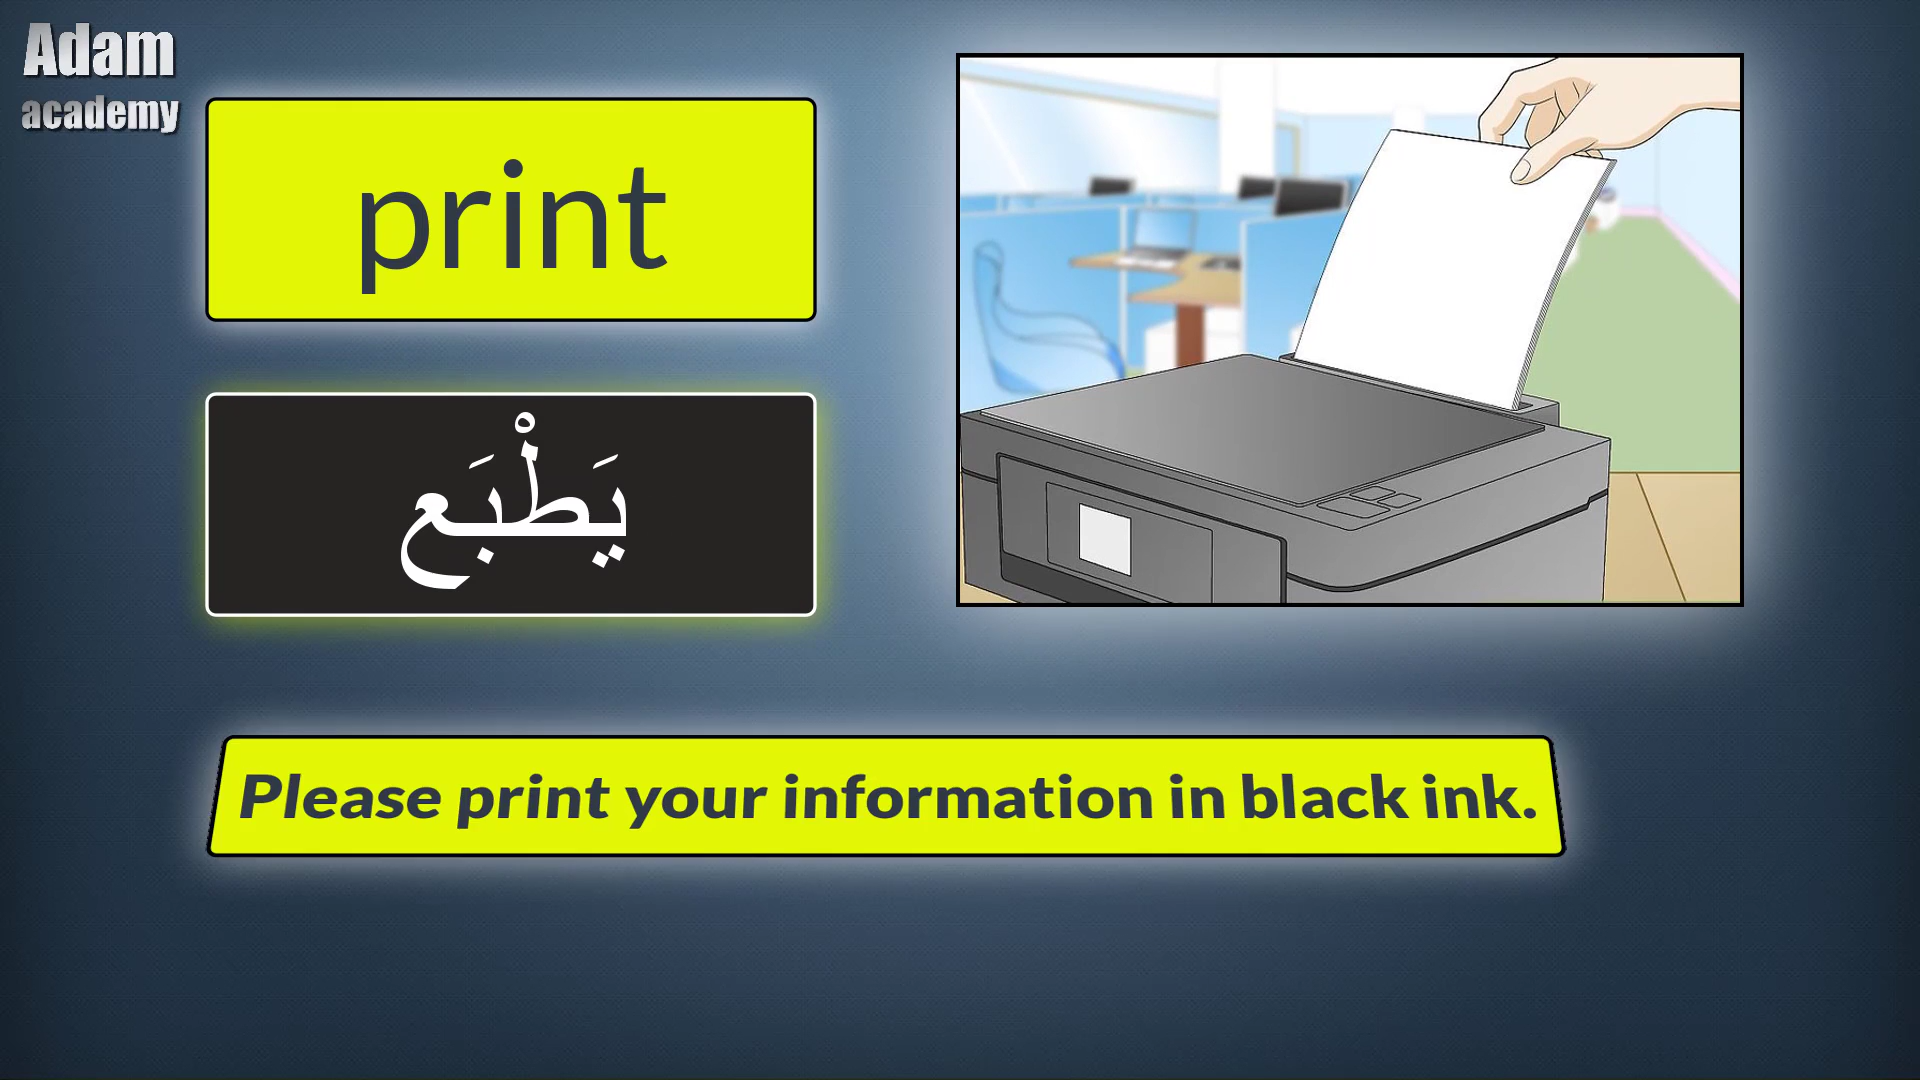 Adam
academy
print
يَطْبَع
Please print your information in black ink.